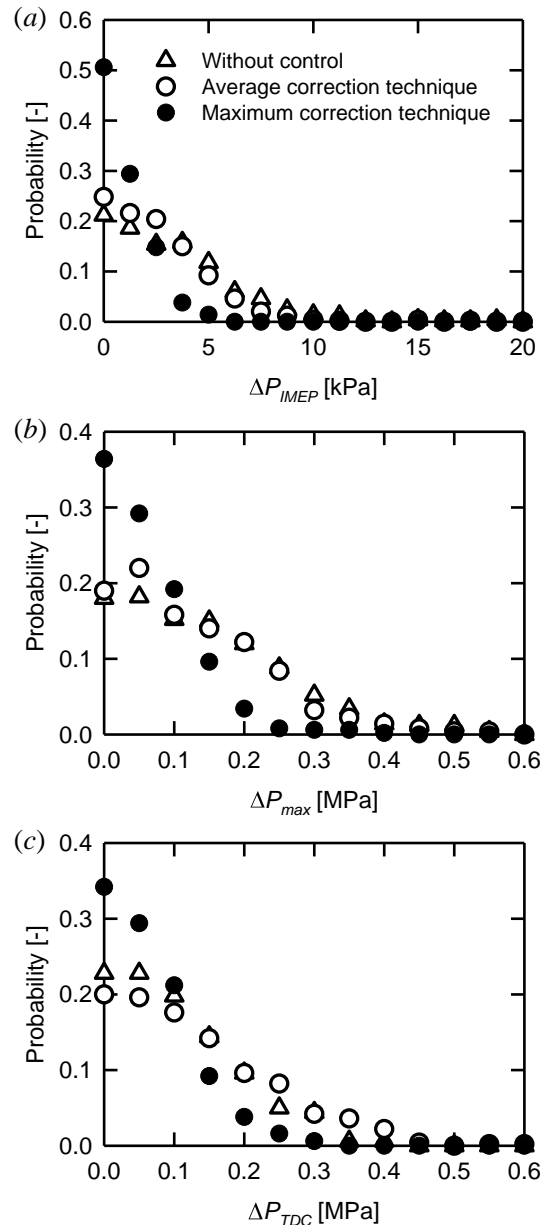 (a)
0.6
0.5
0.4
0.3
0.2
0.1
0.0
Probability [-]
Without control
Average correction technique
Maximum correction technique
0 5 10 15 20
ΔP_IMEP [kPa]
(b)
0.4
0.3
0.2
0.1
0.0
Probability [-]
0.0 0.1 0.2 0.3 0.4 0.5 0.6
ΔP_max [MPa]
(c)
0.4
0.3
0.2
0.1
0.0
Probability [-]
0.0 0.1 0.2 0.3 0.4 0.5 0.6
ΔP_TDC [MPa]